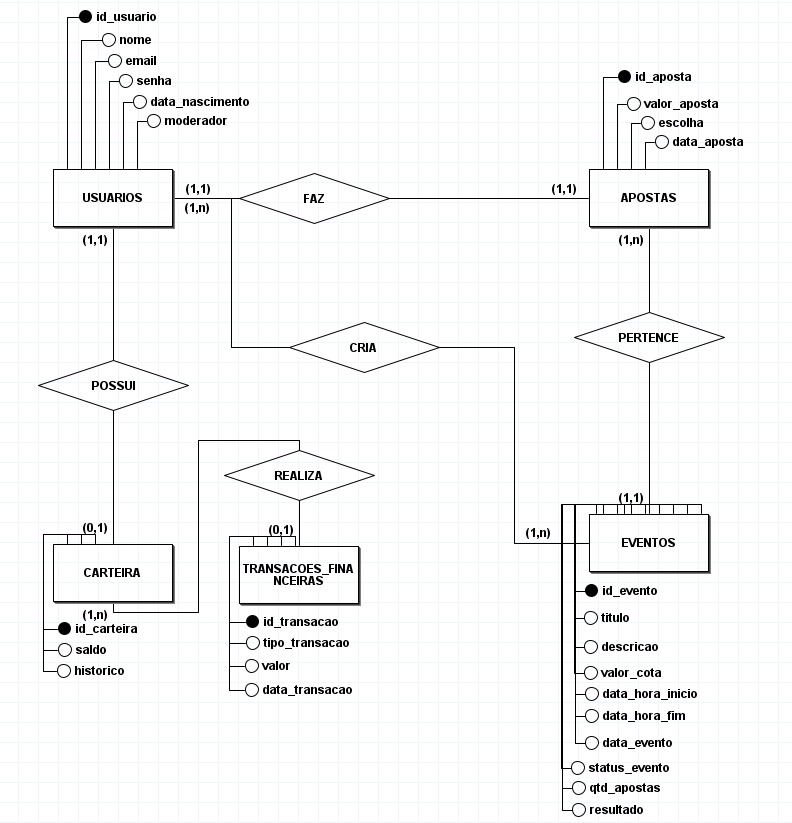 id_usuario
nome
email
senha
data_nascimento
moderador
id_aposta
valor_aposta
escolha
data_aposta
USUARIOS
(1,1)
(1,n)
FAZ
(1,1)
APOSTAS
(1,1)
(1,n)
CRIA
PERTENCE
POSSUI
REALIZA
(0,1)
CARTEIRA
(1,n)
id_carteira
saldo
historico
(0,1)
TRANSACOES_FINA
NCEIRAS
id_transacao
tipo_transacao
valor
data_transacao
(1,1)
(1,n)
EVENTOS
id_evento
titulo
descricao
valor_cota
data_hora_inicio
data_hora_fim
data_evento
status_evento
qtd_apostas
resultado